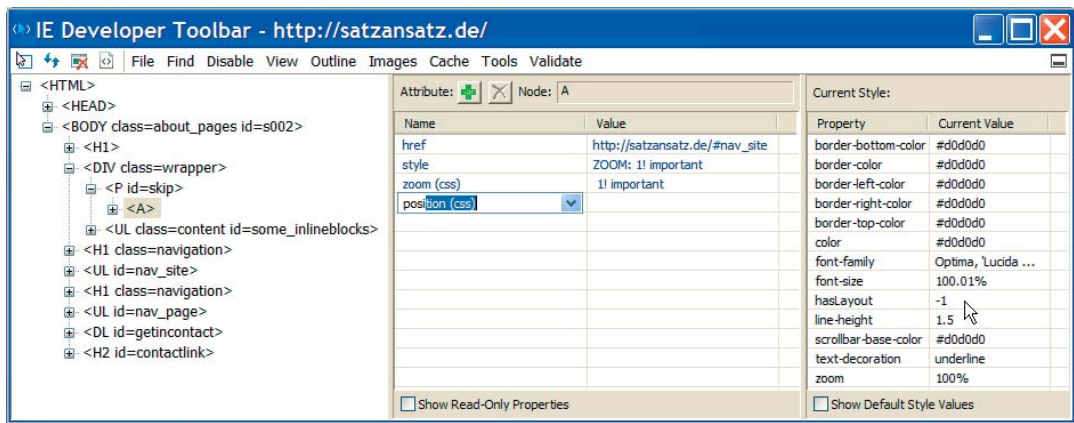 IE Developer Toolbar - http://satzansatz.de/
File Find Disable View Outline Images Cache Tools Validate
<HTML>
<HEAD>
<BODY class=about_pages id=s002>
<H1>
<DIV class=wrapper>
<P id=skip>
<A>
<UL class=content id=some_inlineblocks>
<H1 class=navigation>
<UL id=nav_site>
<H1 class=navigation>
<UL id=nav_page>
<DL id=getincontact>
<H2 id=contactlink>
Attribute: Node: A
Name Value
href http://satzansatz.de/#nav_site
style ZOOM: 1! important
zoom (css) 1! important
position (css)
Show Read-Only Properties
Current Style:
Property Current Value
border-bottom-color #d0d0d0
border-color #d0d0d0
border-left-color #d0d0d0
border-right-color #d0d0d0
border-top-color #d0d0d0
color #d0d0d0
font-family Optima, 'Lucida ...
font-size 100.01%
hasLayout -1
line-height 1.5
scrollbar-base-color #d0d0d0
text-decoration underline
zoom 100%
Show Default Style Values